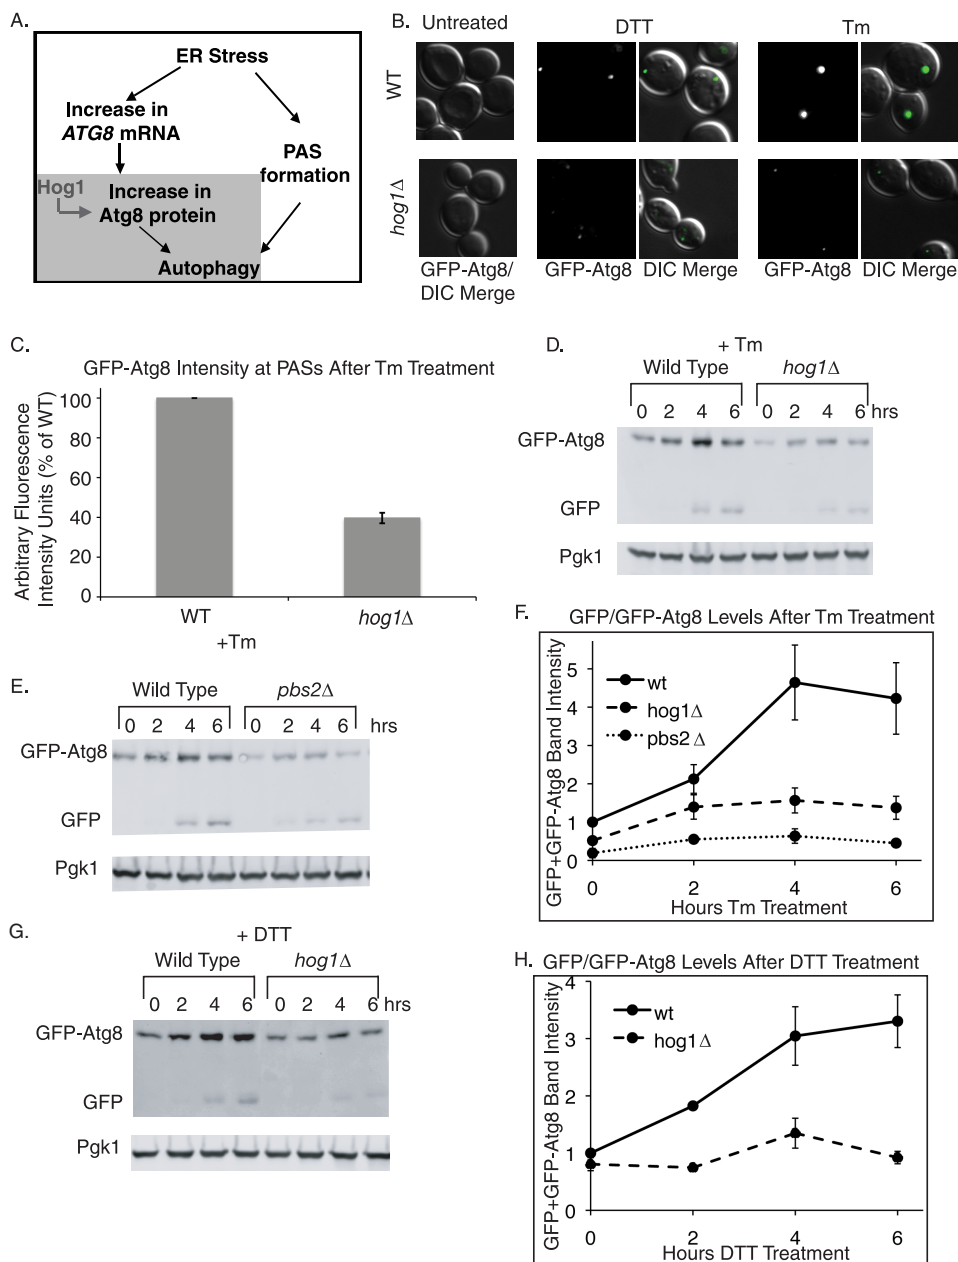 A.
ER Stress
Increase in
ATG8 mRNA
PAS
formation
Hog1
Increase in
Atg8 protein
Autophagy
B.
Untreated
DTT
Tm
WT
hog1Δ
GFP-Atg8/
DIC Merge
GFP-Atg8
DIC Merge
GFP-Atg8
DIC Merge
C.
GFP-Atg8 Intensity at PASs After Tm Treatment
Arbitrary Fluorescence
Intensity Units (% of WT)
100
80
60
40
20
0
WT
hog1Δ
+Tm
D.
+ Tm
Wild Type
hog1Δ
0 2 4 6 0 2 4 6 hrs
GFP-Atg8
GFP
Pgk1
E.
Wild Type
pbs2Δ
0 2 4 6 0 2 4 6 hrs
GFP-Atg8
GFP
Pgk1
F.
GFP/GFP-Atg8 Levels After Tm Treatment
GFP+GFP-Atg8 Band Intensity
5
4
3
2
1
0
wt
hog1Δ
pbs2Δ
0 2 4 6
Hours Tm Treatment
G.
+ DTT
Wild Type
hog1Δ
0 2 4 6 0 2 4 6 hrs
GFP-Atg8
GFP
Pgk1
H.
GFP/GFP-Atg8 Levels After DTT Treatment
GFP+GFP-Atg8 Band Intensity
4
3
2
1
0
wt
hog1Δ
0 2 4 6
Hours DTT Treatment